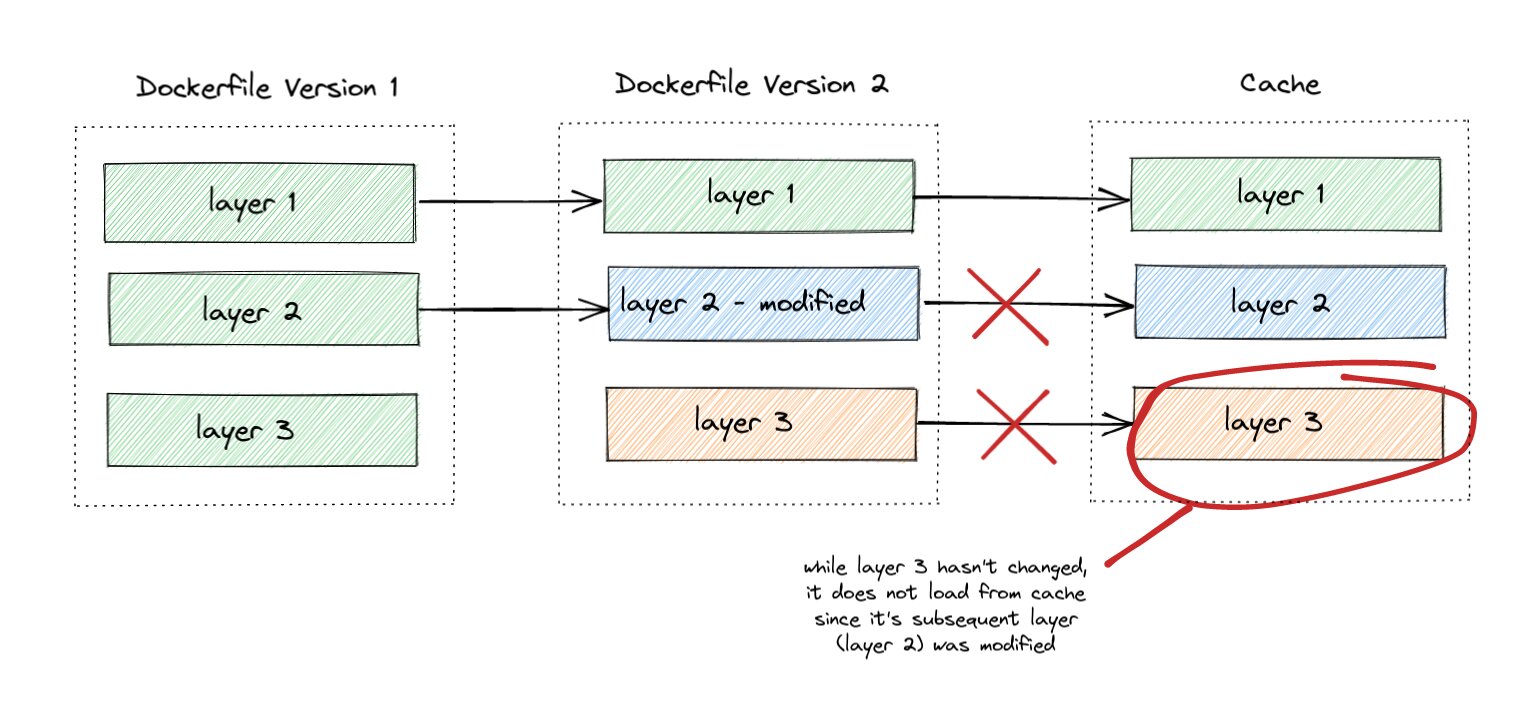 Dockerfile Version 1
Dockerfile Version 2
Cache
layer 1
layer 1
layer 1
layer 2
layer 2 - modified
layer 2
layer 3
layer 3
layer 3
while layer 3 hasn't changed,
it does not load from cache
since it's subsequent layer
(layer 2) was modified